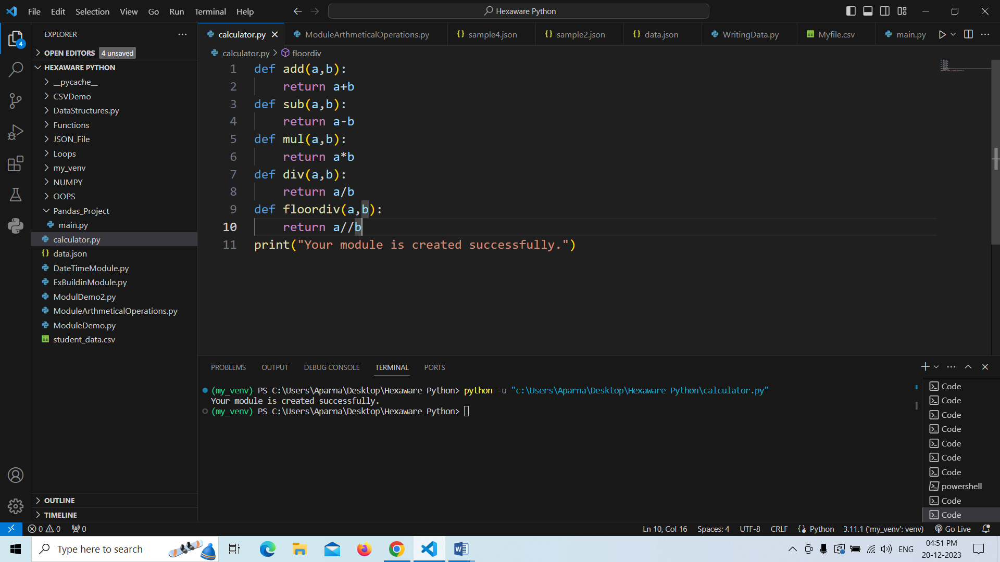 File Edit Selection View Go Run Terminal Help
Hexaware Python
EXPLORER
OPEN EDITORS 4 unsaved
HEXAWARE PYTHON
__pycache__
CSVDemo
DataStructures.py
Functions
JSON_File
Loops
my_venv
NUMPY
OOPS
Pandas_Project
main.py
calculator.py
data.json
DateTimeModule.py
ExBuildinModule.py
ModulDemo2.py
ModuleArthmeticalOperations.py
ModuleDemo.py
student_data.csv
OUTLINE
TIMELINE
4
calculator.py ModuleArthmeticalOperations.py sample4.json sample2.json data.json WritingData.py Myfile.csv main.py
calculator.py > floordiv
1 def add(a,b):
2 return a+b
3 def sub(a,b):
4 return a-b
5 def mul(a,b):
6 return a*b
7 def div(a,b):
8 return a/b
9 def floordiv(a,b):
10 return a//b
11 print("Your module is created successfully.")
PROBLEMS OUTPUT DEBUG CONSOLE TERMINAL PORTS
(my_venv) PS C:\Users\Aparna\Desktop\Hexaware Python> python -u "c:\Users\Aparna\Desktop\Hexaware Python\calculator.py"
Your module is created successfully.
(my_venv) PS C:\Users\Aparna\Desktop\Hexaware Python>
Code
Code
Code
Code
Code
Code
Code
powershell
Code
Code
0 0 0
Ln 10, Col 16 Spaces: 4 UTF-8 CRLF Python 3.11.1 ('my_venv': venv) Go Live
Type here to search
ENG
04:51 PM
20-12-2023